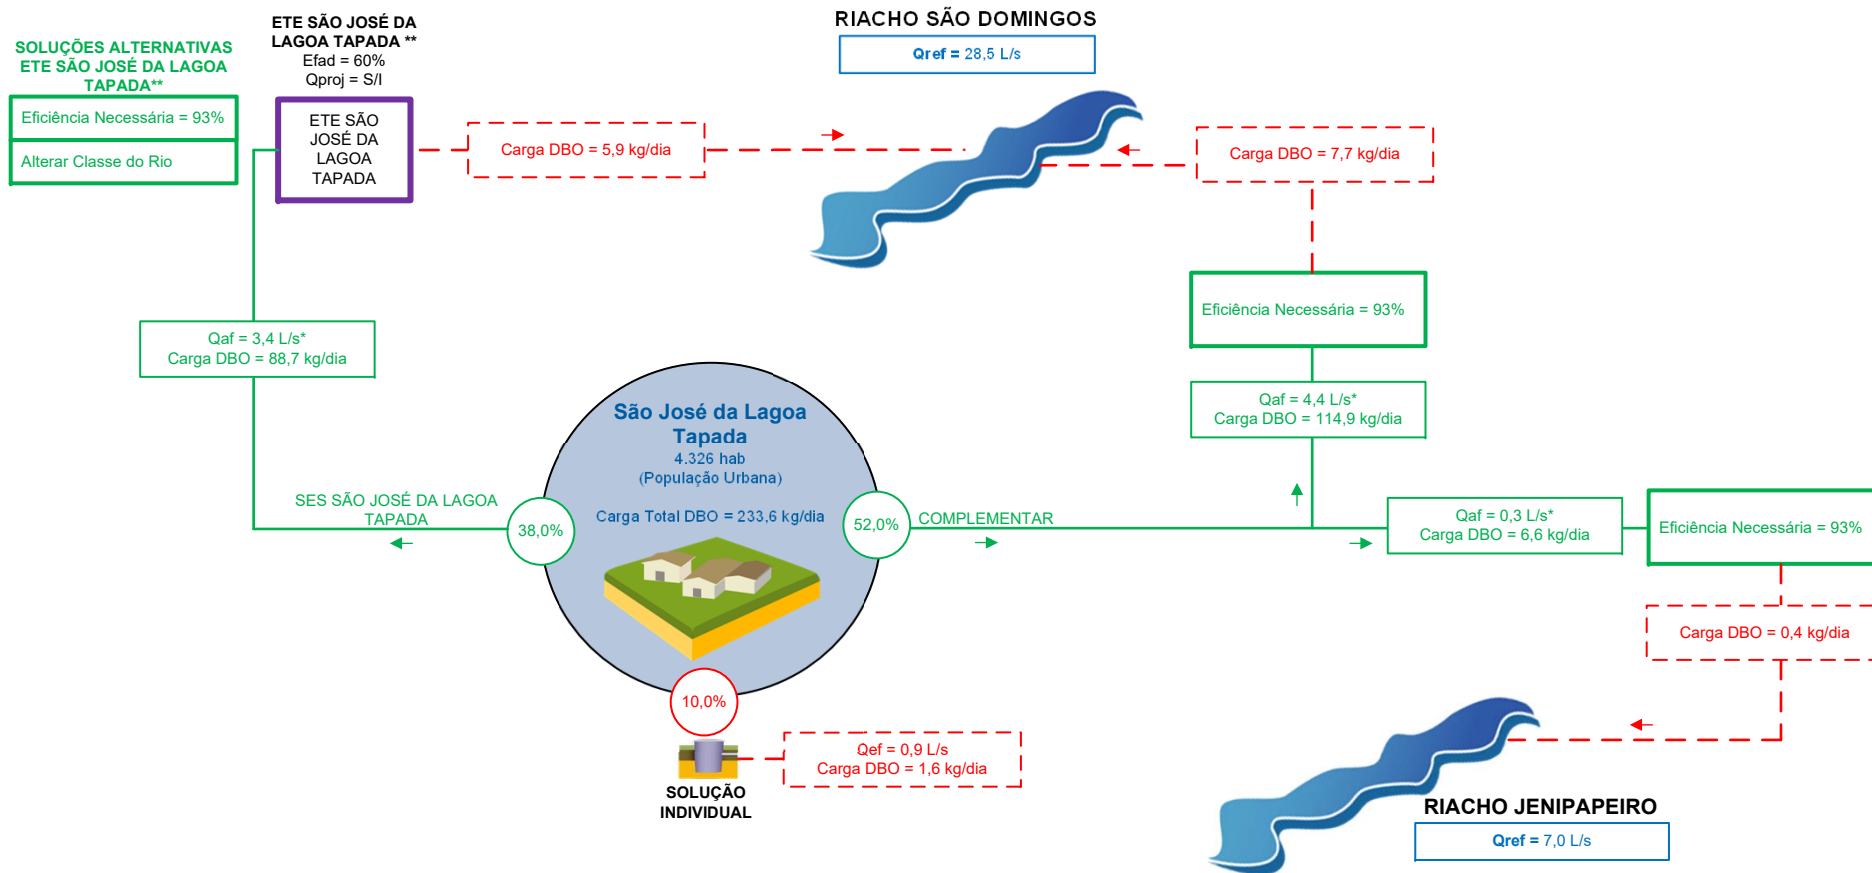 SOLUÇÕES ALTERNATIVAS
ETE SÃO JOSÉ DA LAGOA
TAPADA**
Eficiência Necessária = 93%
Alterar Classe do Rio
ETE SÃO JOSÉ DA
LAGOA TAPADA **
Efad = 60%
Qproj = S/I
ETE SÃO
JOSÉ DA
LAGOA
TAPADA
Carga DBO = 5,9 kg/dia
RIACHO SÃO DOMINGOS
Qref = 28,5 L/s
Carga DBO = 7,7 kg/dia
Eficiência Necessária = 93%
Qaf = 3,4 L/s*
Carga DBO = 88,7 kg/dia
Qaf = 4,4 L/s*
Carga DBO = 114,9 kg/dia
São José da Lagoa
Tapada
4.326 hab
(População Urbana)
Carga Total DBO = 233,6 kg/dia
SES SÃO JOSÉ DA LAGOA
TAPADA
38,0%
52,0%
COMPLEMENTAR
Qaf = 0,3 L/s*
Carga DBO = 6,6 kg/dia
Eficiência Necessária = 93%
Carga DBO = 0,4 kg/dia
10,0%
Qef = 0,9 L/s
Carga DBO = 1,6 kg/dia
SOLUÇÃO
INDIVIDUAL
RIACHO JENIPAPEIRO
Qref = 7,0 L/s